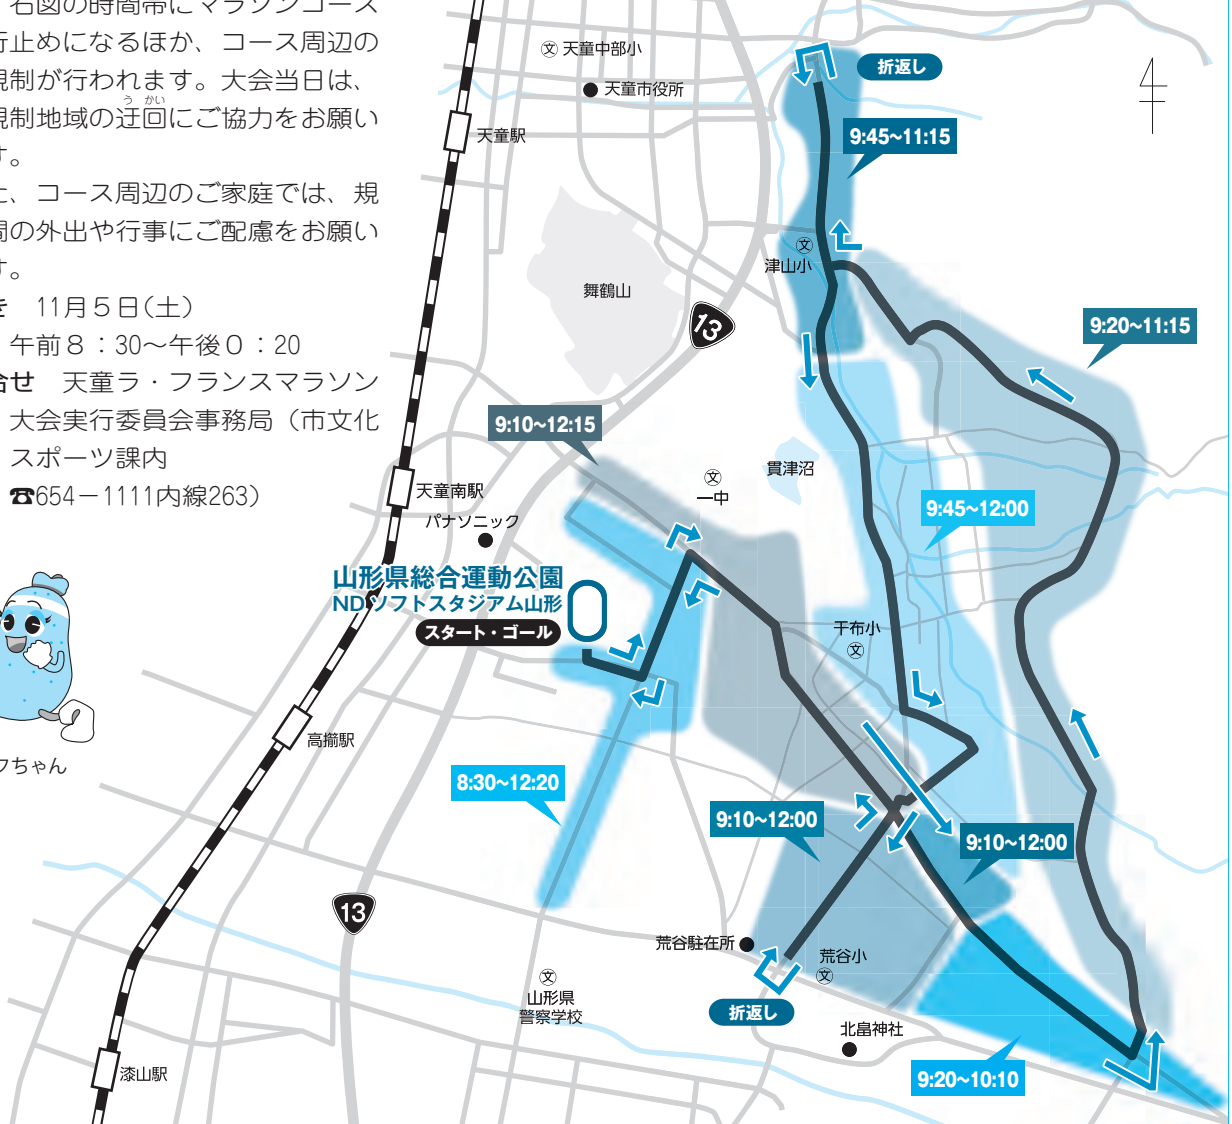 右図の時間帯にマラソンコース
行止めになるほか、コース周辺の
規制が行われます。大会当日は、
規制地域の迂回にご協力をお願い
うかい
す。
た、コース周辺のご家庭では、規
間の外出や行事にご配慮をお願い
す。
き　11月５日(土)
午前８：30〜午後０：20
合せ　天童ラ・フランスマラソン
大会実行委員会事務局（市文化
スポーツ課内
☎654－1111内線263）
フちゃん
天童中部小
文
天童市役所
天童駅
折返し
9:45~11:15
文
津山小
舞鶴山
13
9:20~11:15
9:10~12:15
天童南駅
パナソニック
文
一中
貫津沼
9:45~12:00
山形県総合運動公園
NDソフトスタジアム山形
スタート・ゴール
干布小
文
高擶駅
8:30~12:20
9:10~12:00
9:10~12:00
13
荒谷駐在所
荒谷小
文
折返し
文
山形県
警察学校
北畠神社
9:20~10:10
漆山駅